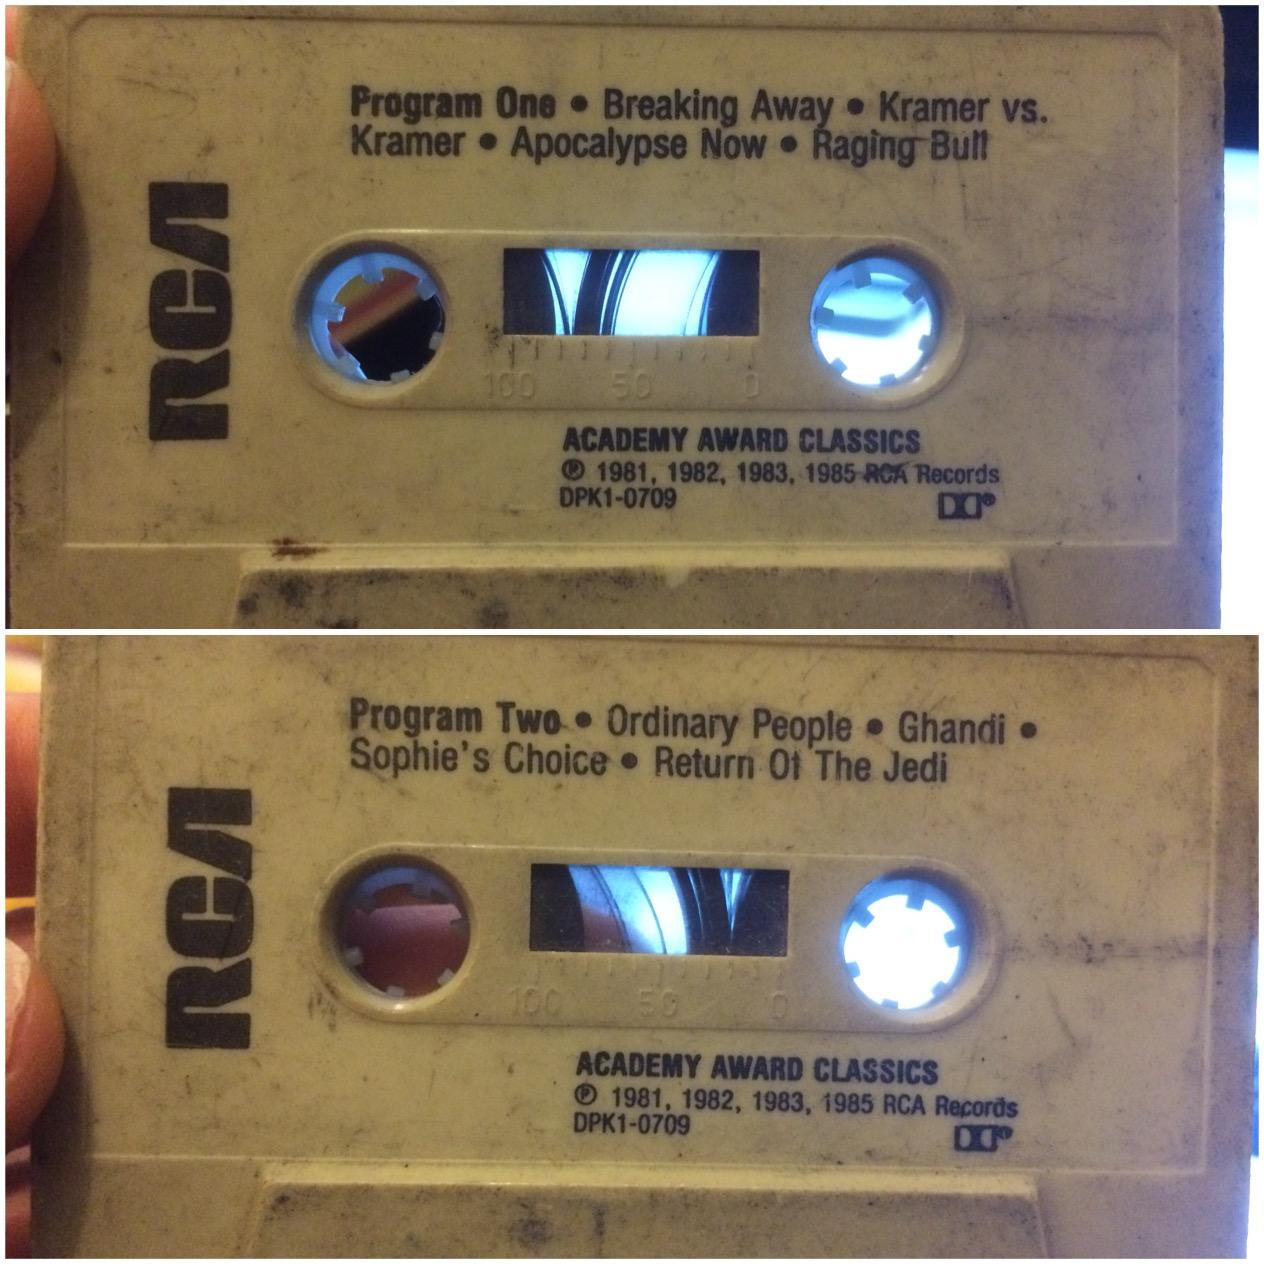 Program One • Breaking Away • Kramer vs.
Kramer • Apocalypse Now • Raging Bull
RCA
100 50 0
ACADEMY AWARD CLASSICS
℗ 1981, 1982, 1983, 1985 RCA Records
DPK1-0709
Program Two • Ordinary People • Ghandi •
Sophie's Choice • Return Of The Jedi
RCA
100 50 0
ACADEMY AWARD CLASSICS
℗ 1981, 1982, 1983, 1985 RCA Records
DPK1-0709